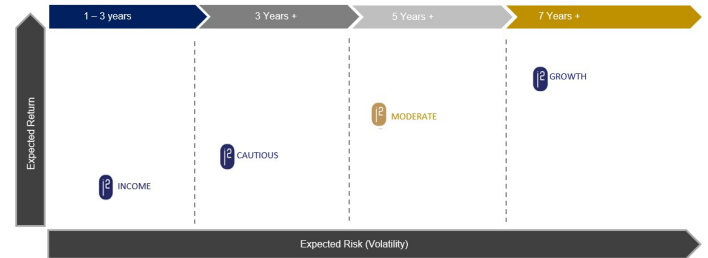 1 – 3 years
3 Years +
5 Years +
7 Years +
Expected Return
GROWTH
MODERATE
CAUTIOUS
INCOME
Expected Risk (Volatility)